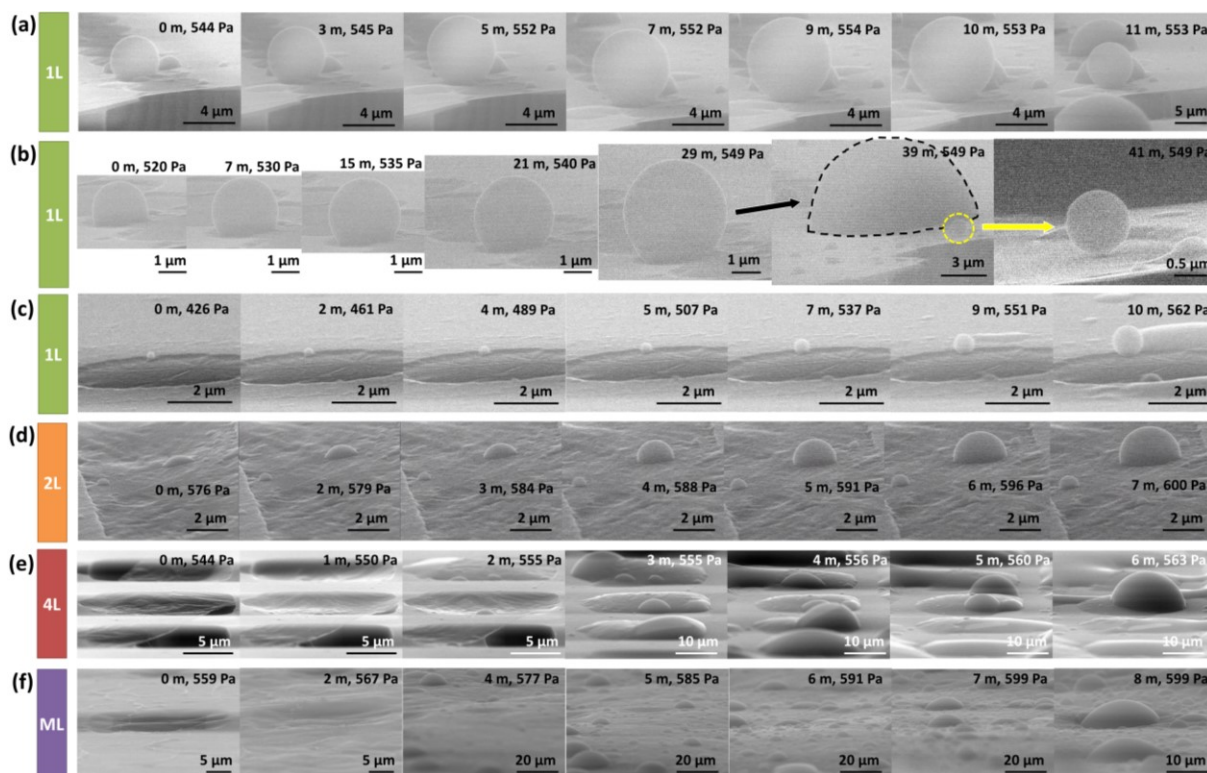 (a)
1L
0 m, 544 Pa
4 µm
3 m, 545 Pa
4 µm
5 m, 552 Pa
4 µm
7 m, 552 Pa
4 µm
9 m, 554 Pa
4 µm
10 m, 553 Pa
4 µm
11 m, 553 Pa
5 µm
(b)
1L
0 m, 520 Pa
1 µm
7 m, 530 Pa
1 µm
15 m, 535 Pa
1 µm
21 m, 540 Pa
1 µm
29 m, 549 Pa
1 µm
39 m, 549 Pa
3 µm
41 m, 549 Pa
0.5 µm
(c)
1L
0 m, 426 Pa
2 µm
2 m, 461 Pa
2 µm
4 m, 489 Pa
2 µm
5 m, 507 Pa
2 µm
7 m, 537 Pa
2 µm
9 m, 551 Pa
2 µm
10 m, 562 Pa
2 µm
(d)
2L
0 m, 576 Pa
2 µm
2 m, 579 Pa
2 µm
3 m, 584 Pa
2 µm
4 m, 588 Pa
2 µm
5 m, 591 Pa
2 µm
6 m, 596 Pa
2 µm
7 m, 600 Pa
2 µm
(e)
4L
0 m, 544 Pa
5 µm
1 m, 550 Pa
5 µm
2 m, 555 Pa
5 µm
3 m, 555 Pa
10 µm
4 m, 556 Pa
10 µm
5 m, 560 Pa
10 µm
6 m, 563 Pa
10 µm
(f)
ML
0 m, 559 Pa
5 µm
2 m, 567 Pa
5 µm
4 m, 577 Pa
20 µm
5 m, 585 Pa
20 µm
6 m, 591 Pa
20 µm
7 m, 599 Pa
20 µm
8 m, 599 Pa
10 µm